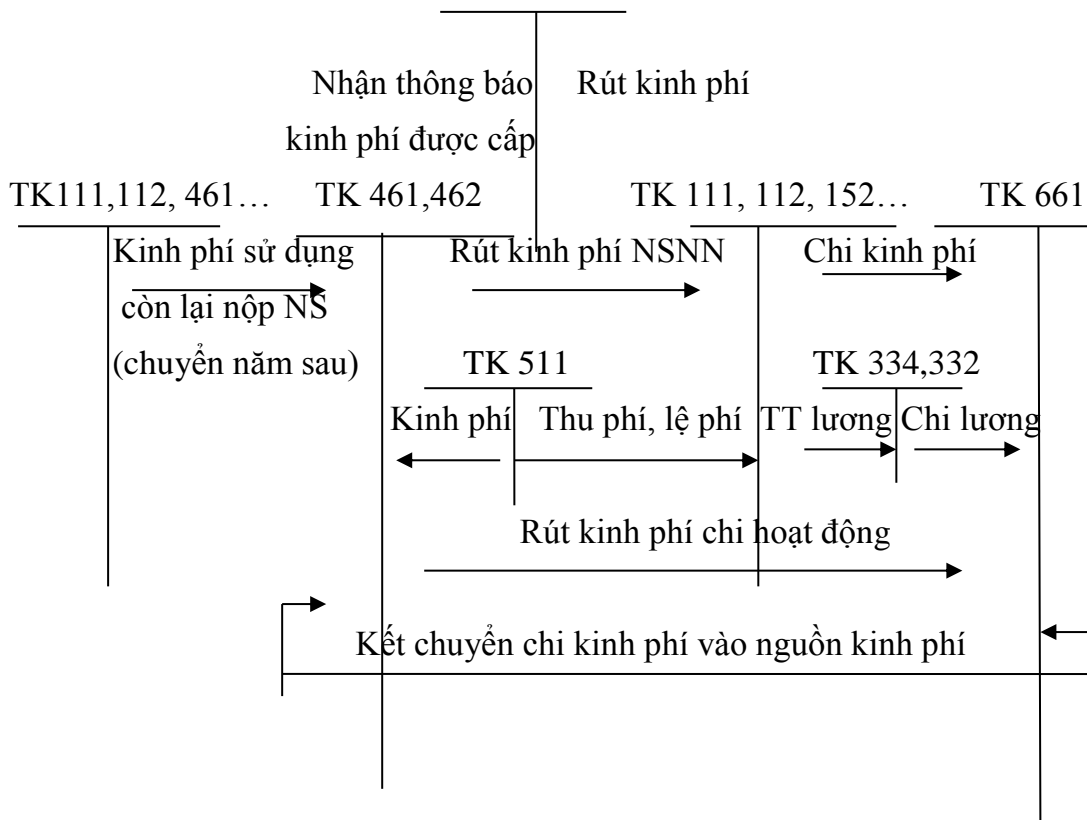 Nhận thông báo Rút kinh phí
kinh phí được cấp
TK111,112, 461… TK 461,462 TK 111, 112, 152… TK 661
Kinh phí sử dụng Rút kinh phí NSNN Chi kinh phí
còn lại nộp NS
(chuyển năm sau) TK 511 TK 334,332
Kinh phí Thu phí, lệ phí TT lương Chi lương
Rút kinh phí chi hoạt động
Kết chuyển chi kinh phí vào nguồn kinh phí